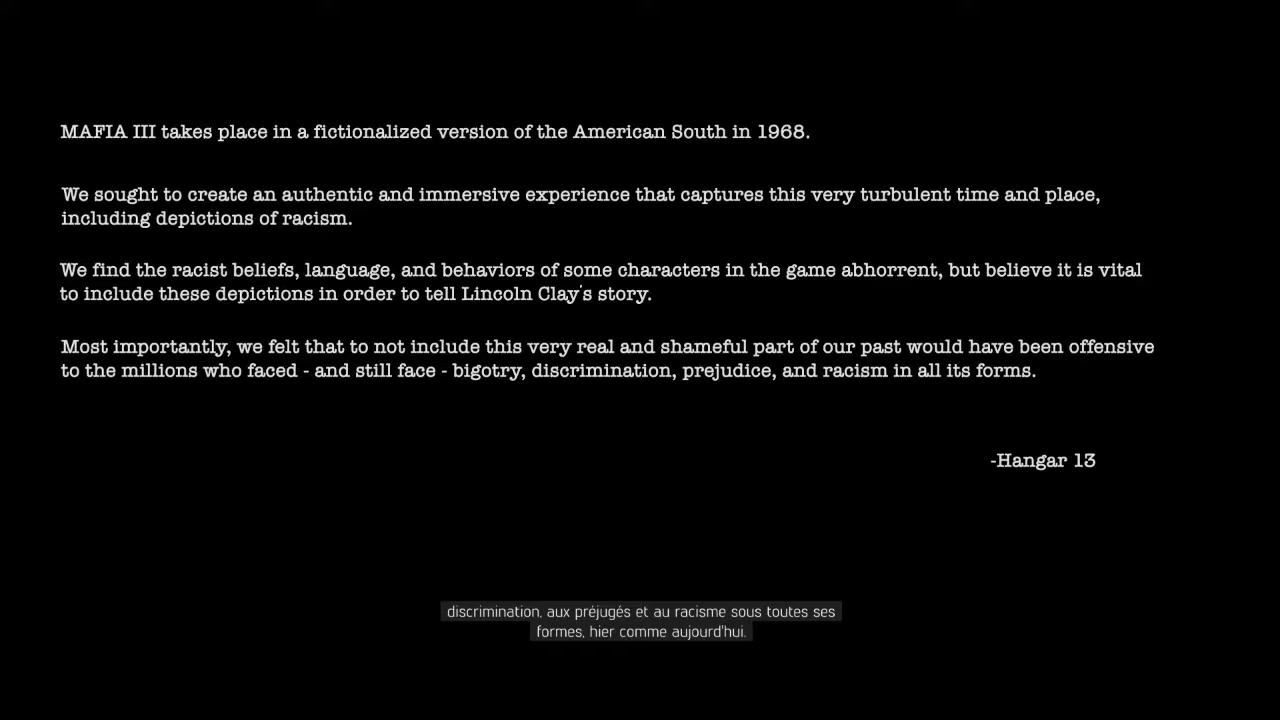 MAFIA III takes place in a fictionalized version of the American South in 1968.
We sought to create an authentic and immersive experience that captures this very turbulent time and place,
including depictions of racism.
We find the racist beliefs, language, and behaviors of some characters in the game abhorrent, but believe it is vital
to include these depictions in order to tell Lincoln Clay's story.
Most importantly, we felt that to not include this very real and shameful part of our past would have been offensive
to the millions who faced - and still face - bigotry, discrimination, prejudice, and racism in all its forms.
-Hangar 13
discrimination, aux préjugés et au racisme sous toutes ses
formes, hier comme aujourd'hui.